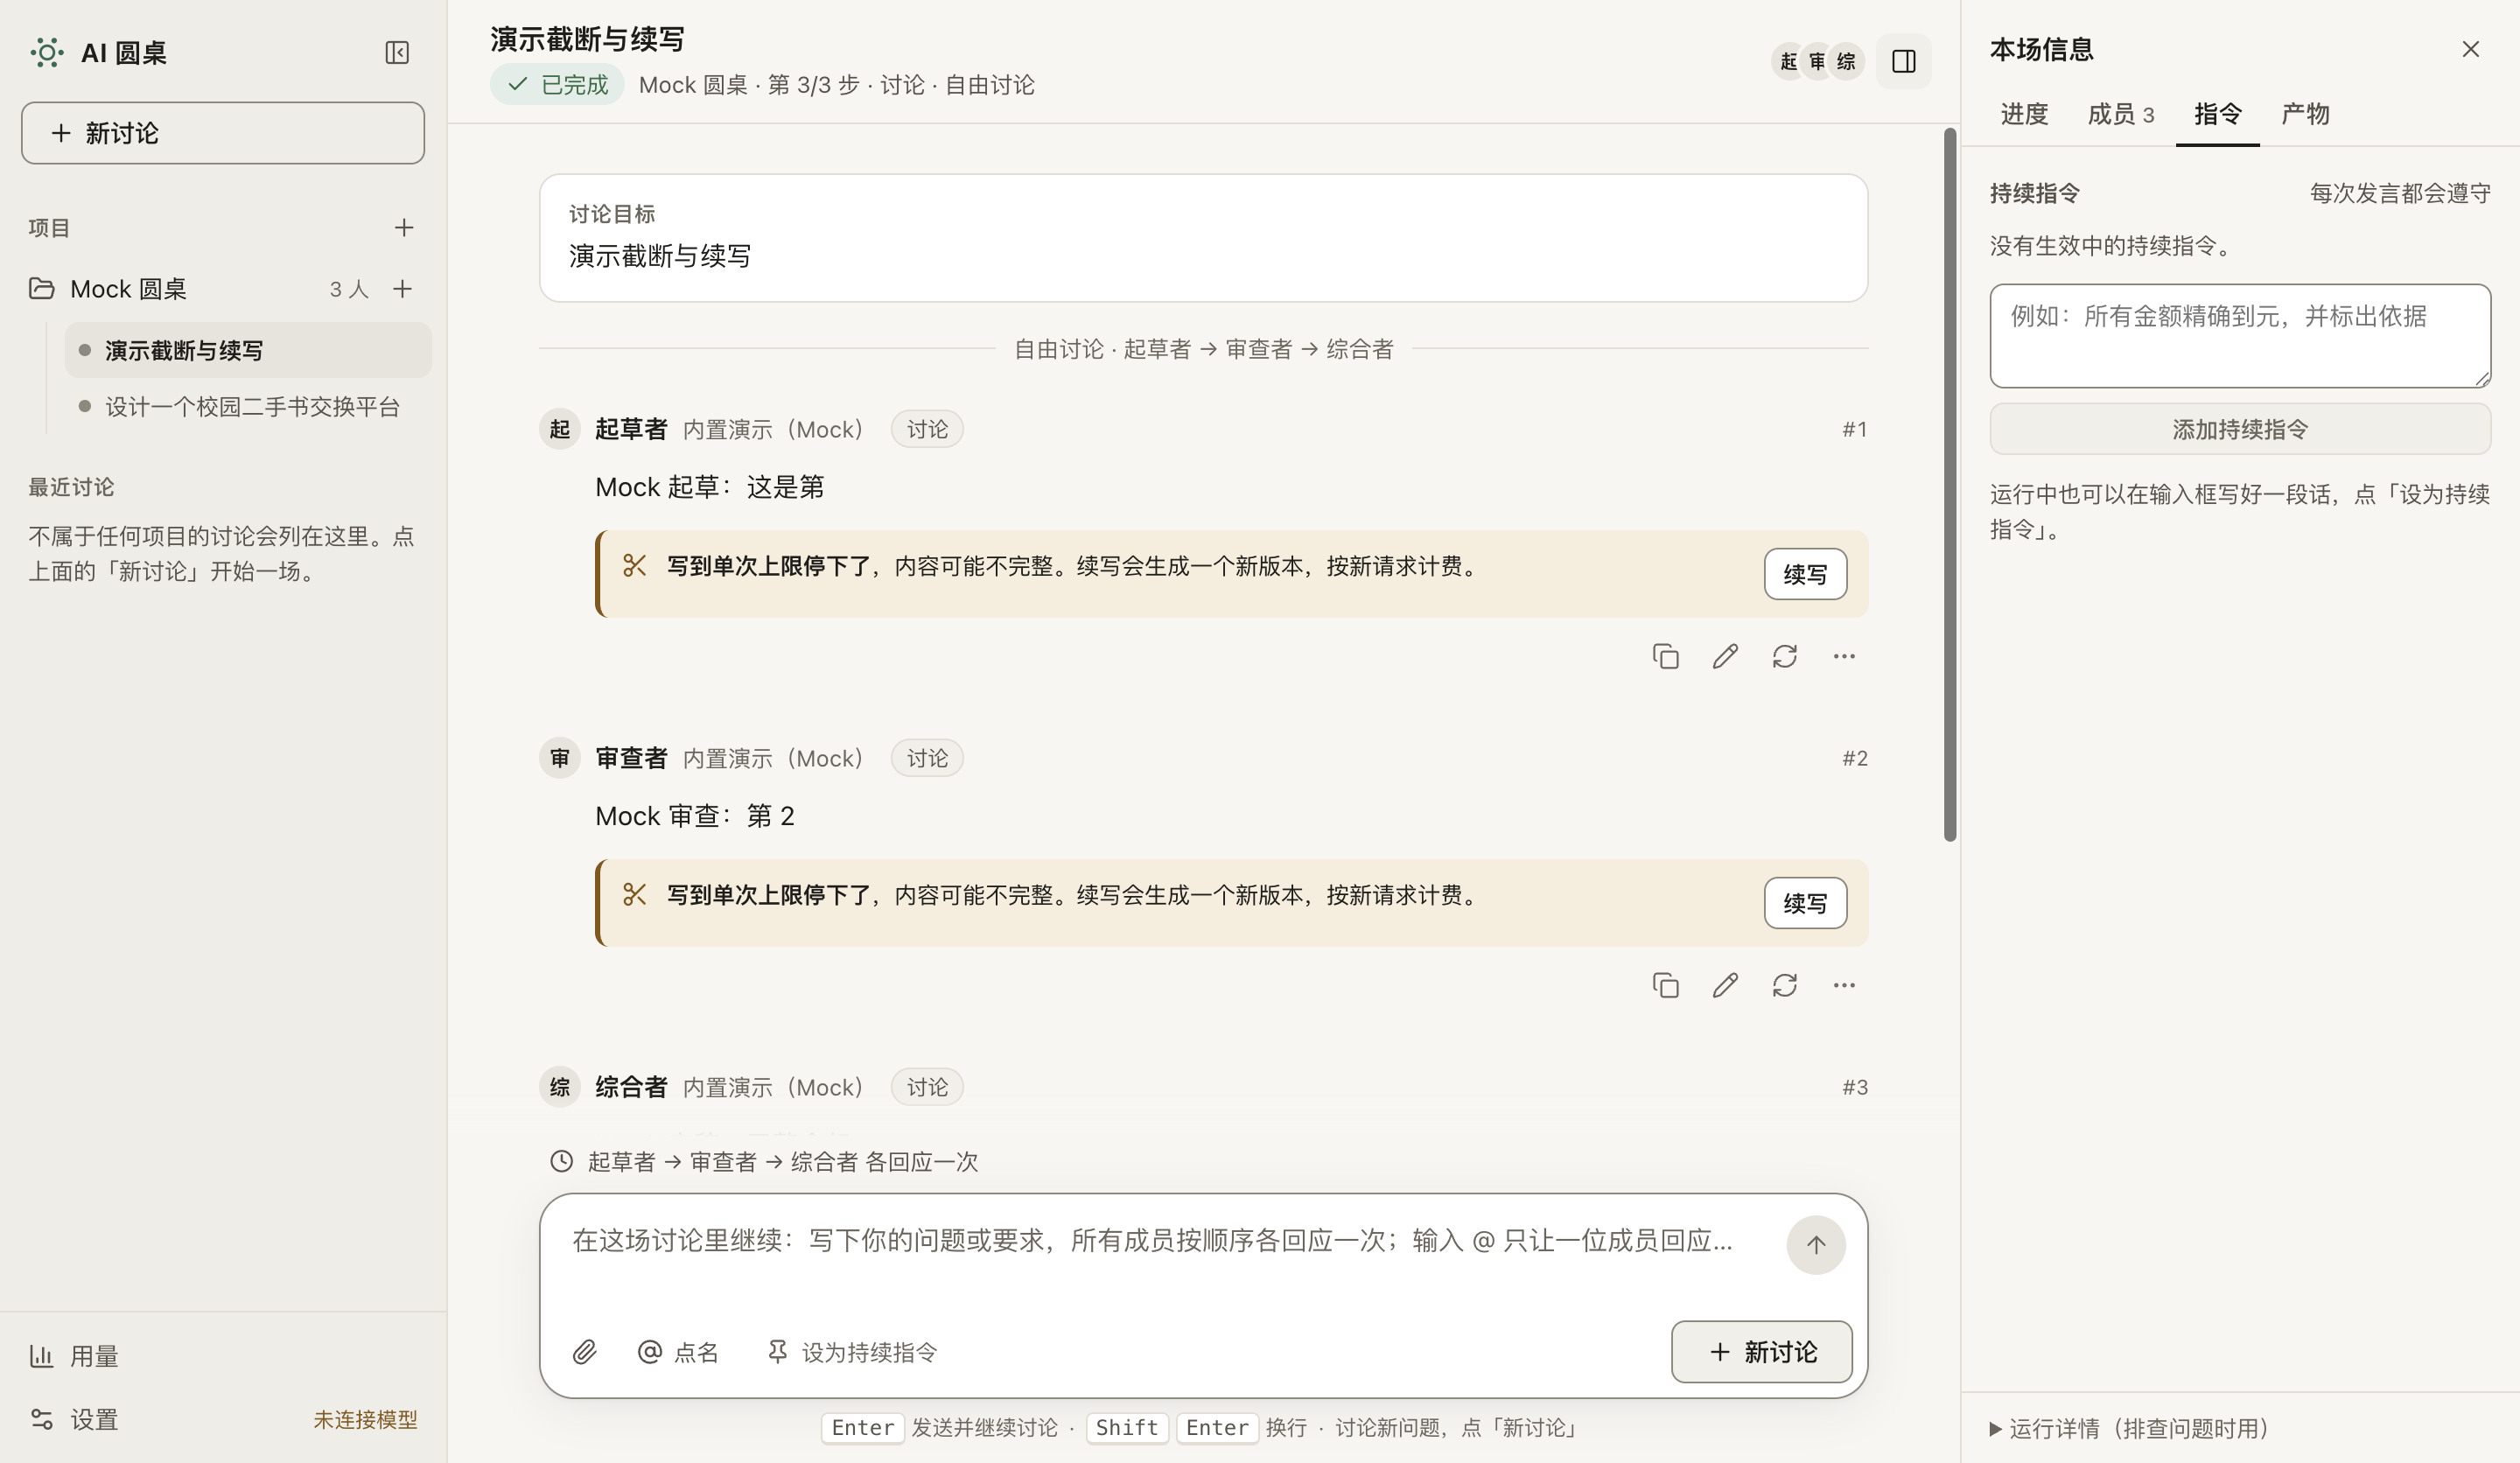 AI 圆桌
新讨论
项目
Mock 圆桌 3 人
演示截断与续写
设计一个校园二手书交换平台
最近讨论
不属于任何项目的讨论会列在这里。点
上面的「新讨论」开始一场。
用量
设置 未连接模型
演示截断与续写
已完成 Mock 圆桌 · 第 3/3 步 · 讨论 · 自由讨论
起 审 综
讨论目标
演示截断与续写
自由讨论 · 起草者 → 审查者 → 综合者
起 起草者 内置演示（Mock） 讨论 #1
Mock 起草：这是第
写到单次上限停下了，内容可能不完整。续写会生成一个新版本，按新请求计费。 续写
审 审查者 内置演示（Mock） 讨论 #2
Mock 审查：第 2
写到单次上限停下了，内容可能不完整。续写会生成一个新版本，按新请求计费。 续写
综 综合者 内置演示（Mock） 讨论 #3
起草者 → 审查者 → 综合者 各回应一次
在这场讨论里继续：写下你的问题或要求，所有成员按顺序各回应一次；输入 @ 只让一位成员回应...
@ 点名 设为持续指令 新讨论
Enter 发送并继续讨论 · Shift Enter 换行 · 讨论新问题，点「新讨论」
本场信息
进度 成员 3 指令 产物
持续指令 每次发言都会遵守
没有生效中的持续指令。
例如：所有金额精确到元，并标出依据
添加持续指令
运行中也可以在输入框写好一段话，点「设为持续
指令」。
运行详情（排查问题时用）